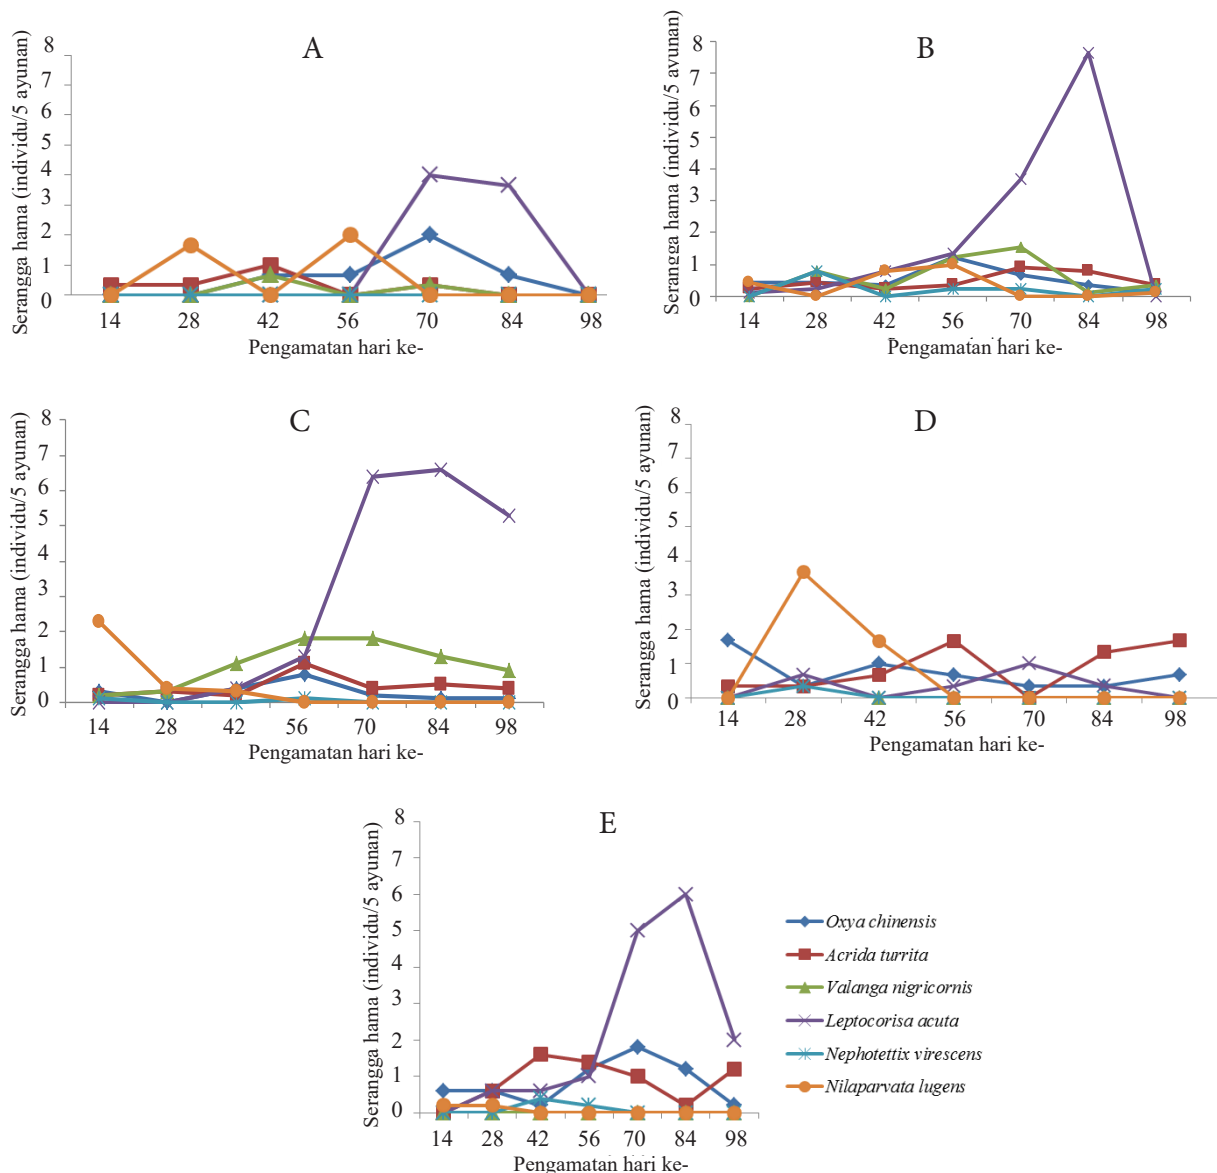 A
Serangga hama (individu/5 ayunan)
8
7
6
5
4
3
2
1
0
14 28 42 56 70 84 98
Pengamatan hari ke-
B
Serangga hama (individu/5 ayunan)
8
7
6
5
4
3
2
1
0
14 28 42 56 70 84 98
Pengamatan hari ke-
C
Serangga hama (individu/5 ayunan)
8
7
6
5
4
3
2
1
0
14 28 42 56 70 84 98
Pengamatan hari ke-
D
Serangga hama (individu/5 ayunan)
8
7
6
5
4
3
2
1
0
14 28 42 56 70 84 98
Pengamatan hari ke-
E
Serangga hama (individu/5 ayunan)
8
7
6
5
4
3
2
1
0
14 28 42 56 70 84 98
Pengamatan hari ke-
Oxya chinensis
Acrida turrita
Valanga nigricornis
Leptocorisa acuta
Nephotettix virescens
Nilaparvata lugens